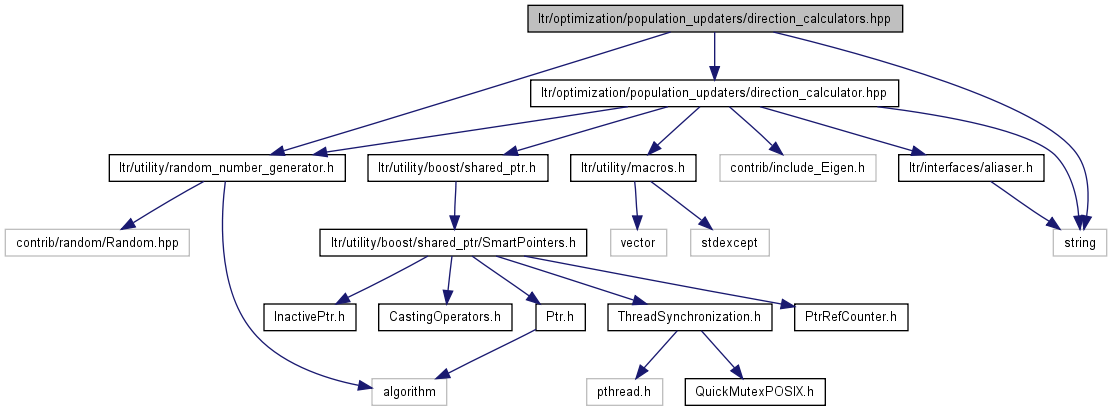 ltr/optimization/population_updaters/direction_calculators.hpp
ltr/optimization/population_updaters/direction_calculator.hpp
ltr/utility/random_number_generator.h
ltr/utility/boost/shared_ptr.h
ltr/utility/macros.h
contrib/include_Eigen.h
ltr/interfaces/aliaser.h
contrib/random/Random.hpp
ltr/utility/boost/shared_ptr/SmartPointers.h
vector
stdexcept
string
InactivePtr.h
CastingOperators.h
Ptr.h
ThreadSynchronization.h
PtrRefCounter.h
algorithm
pthread.h
QuickMutexPOSIX.h